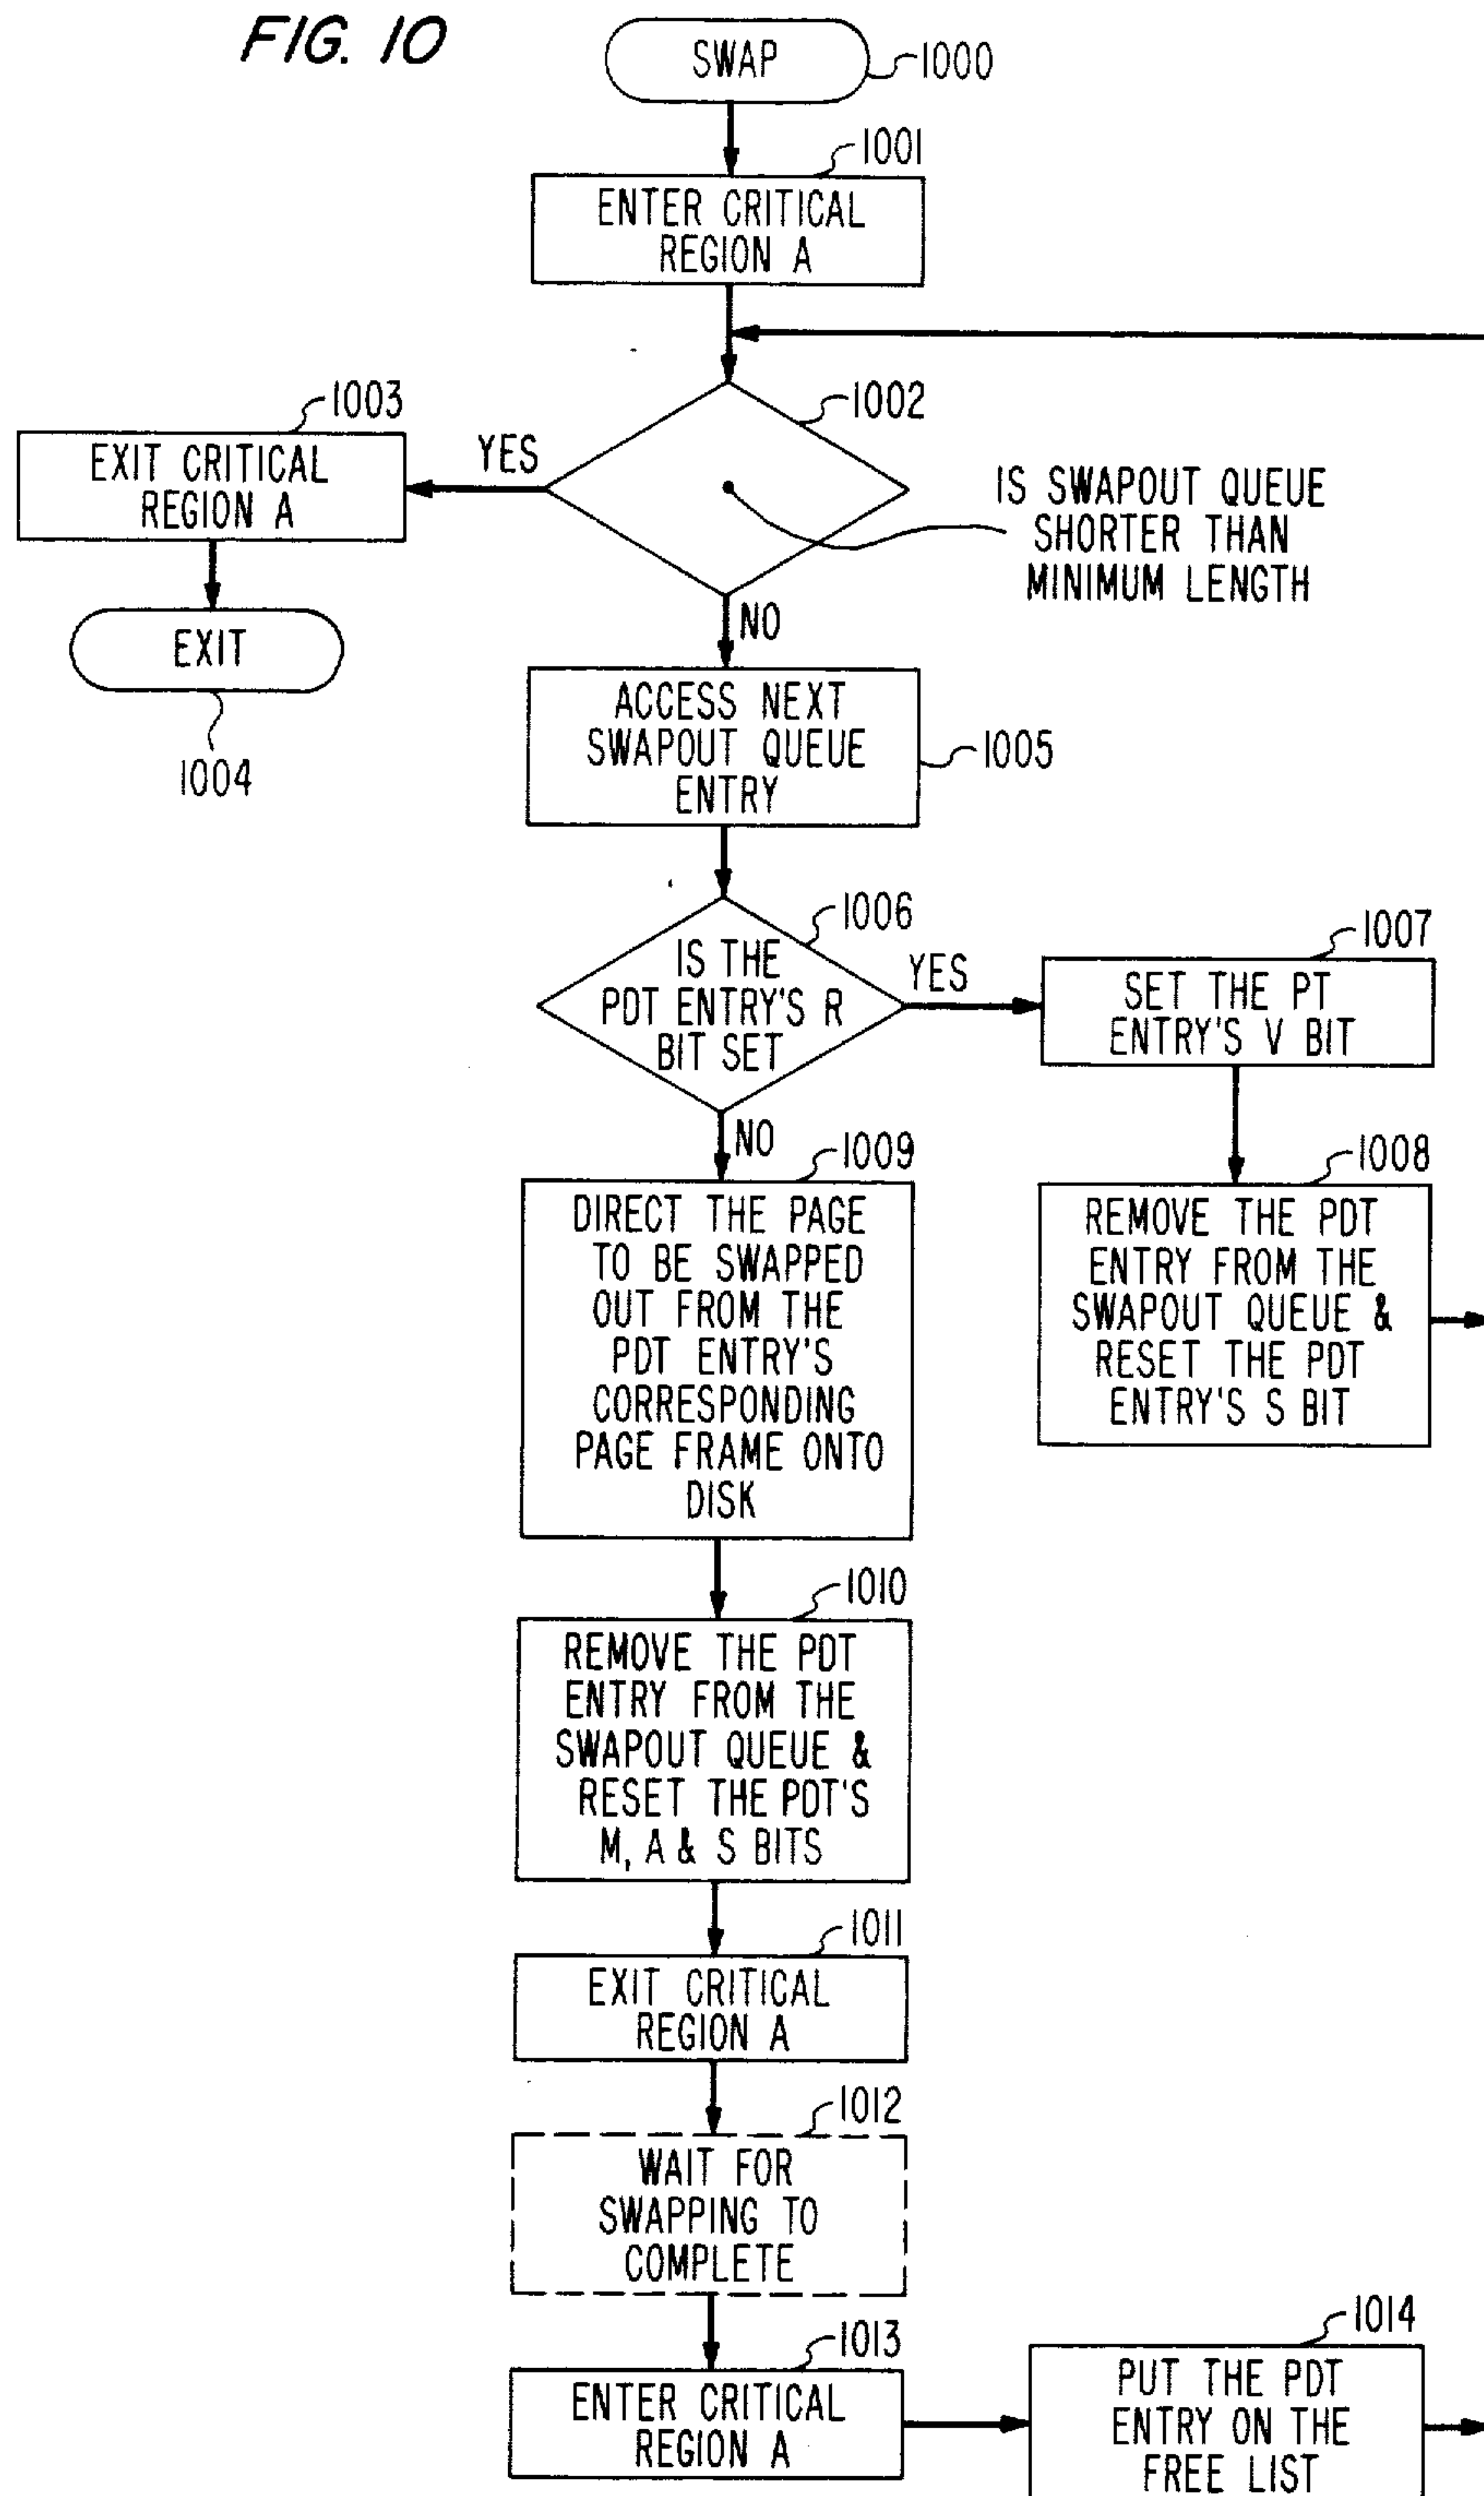 FIG. 10
SWAP
1000
1001
ENTER CRITICAL
REGION A
1002
IS SWAPOUT QUEUE
SHORTER THAN
MINIMUM LENGTH
YES
1003
EXIT CRITICAL
REGION A
EXIT
1004
NO
ACCESS NEXT
SWAPOUT QUEUE
ENTRY
1005
1006
IS THE
PDT ENTRY'S R
BIT SET
YES
1007
SET THE PT
ENTRY'S V BIT
1008
REMOVE THE PDT
ENTRY FROM THE
SWAPOUT QUEUE &
RESET THE PDT
ENTRY'S S BIT
NO
1009
DIRECT THE PAGE
TO BE SWAPPED
OUT FROM THE
PDT ENTRY'S
CORRESPONDING
PAGE FRAME ONTO
DISK
1010
REMOVE THE PDT
ENTRY FROM THE
SWAPOUT QUEUE &
RESET THE PDT'S
M, A & S BITS
1011
EXIT CRITICAL
REGION A
1012
WAIT FOR
SWAPPING TO
COMPLETE
1013
ENTER CRITICAL
REGION A
1014
PUT THE PDT
ENTRY ON THE
FREE LIST